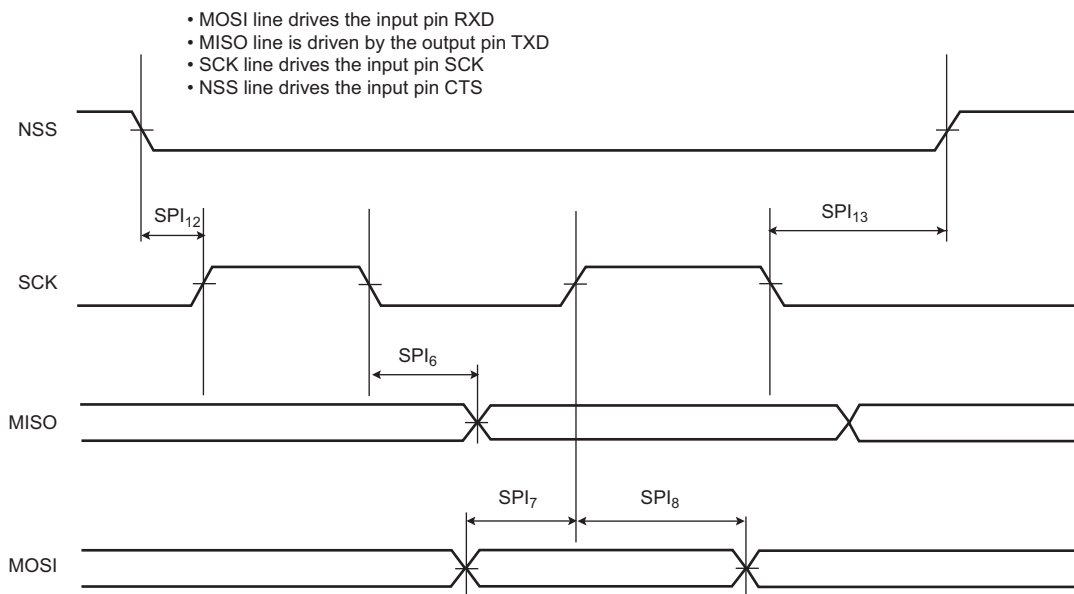 • MOSI line drives the input pin RXD
• MISO line is driven by the output pin TXD
• SCK line drives the input pin SCK
• NSS line drives the input pin CTS
NSS
SPI12
SPI13
SCK
SPI6
MISO
SPI7
SPI8
MOSI